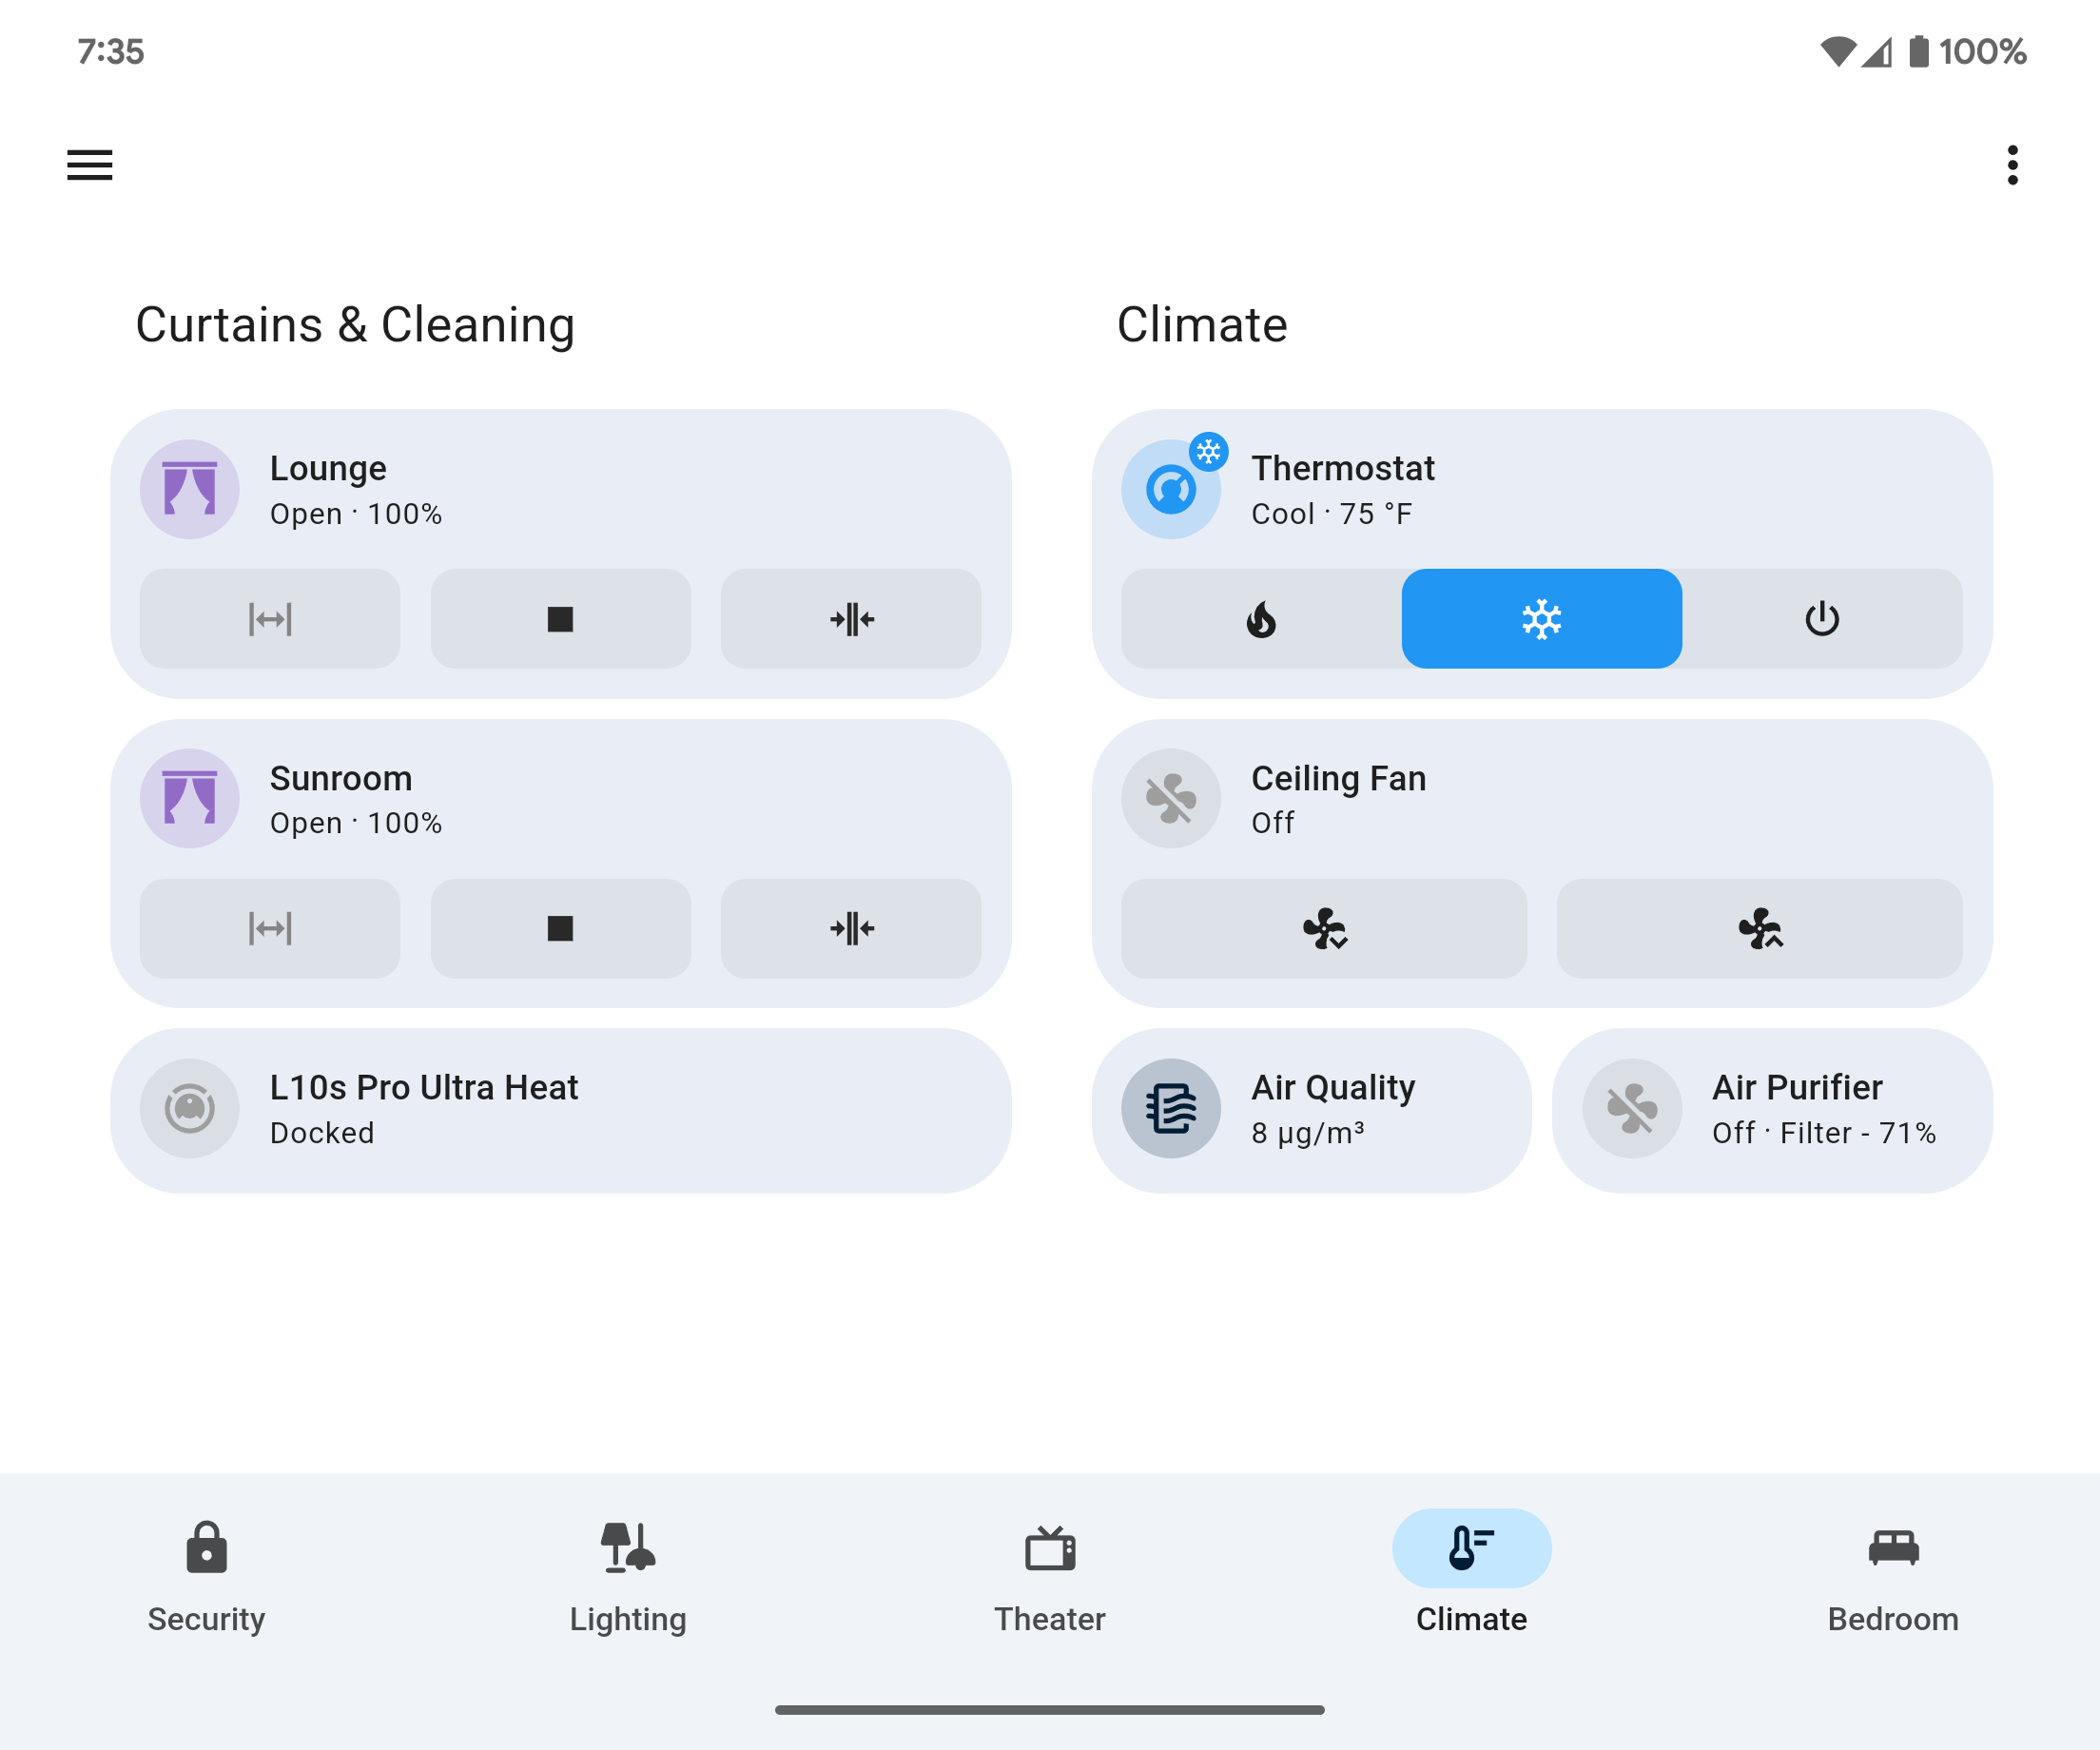 7:35
100%
Curtains & Cleaning
Lounge
Open · 100%
Sunroom
Open · 100%
L10s Pro Ultra Heat
Docked
Climate
Thermostat
Cool · 75 °F
Ceiling Fan
Off
Air Quality
8 µg/m³
Air Purifier
Off · Filter - 71%
Security
Lighting
Theater
Climate
Bedroom